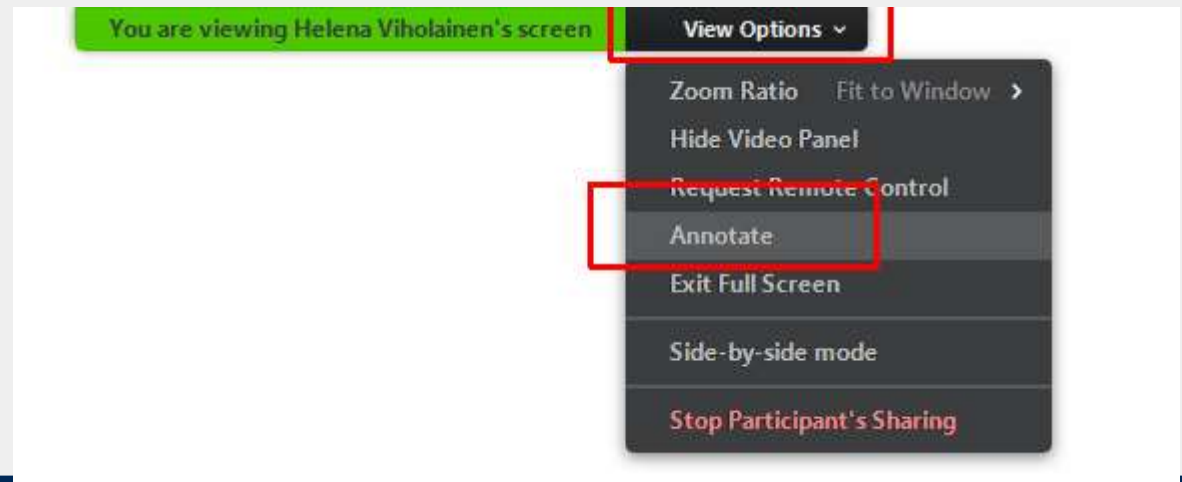 You are viewing Helena Viholainen's screen View Options
Zoom Ratio Fit to Window
Hide Video Panel
Request Remote Control
Annotate
Exit Full Screen
Side-by-side mode
Stop Participant's Sharing